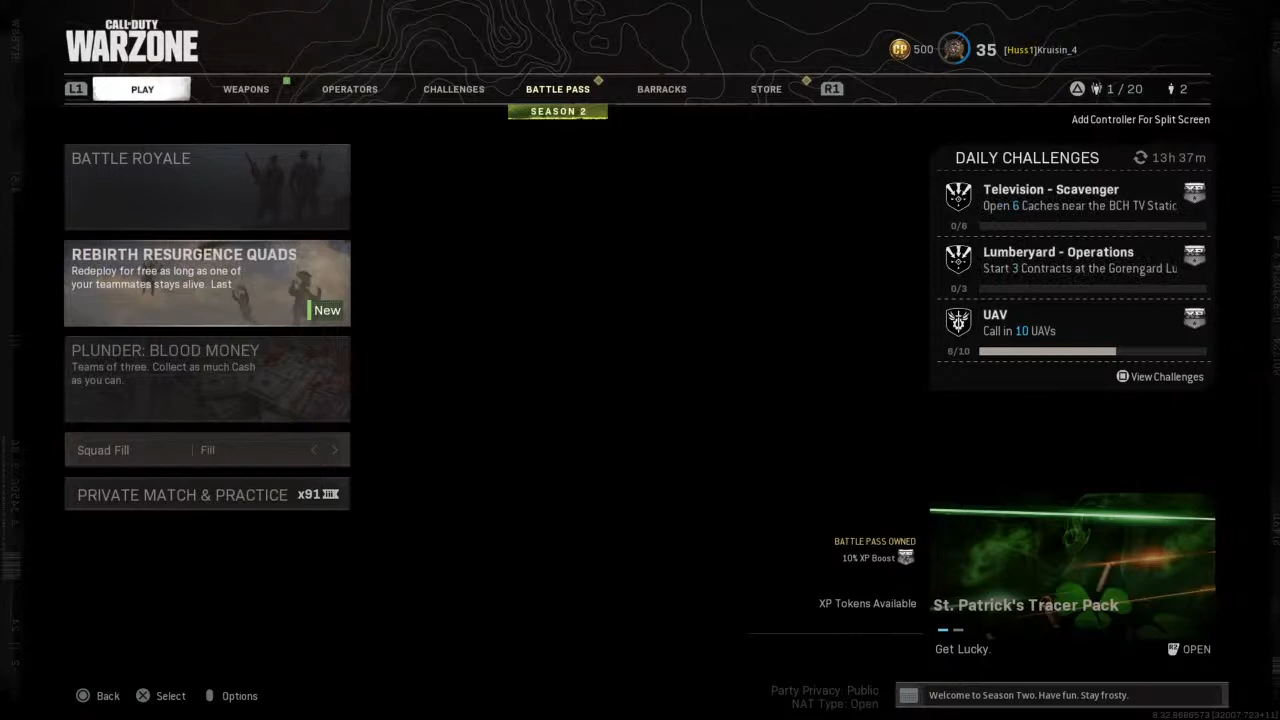 CALL OF DUTY
WARZONE
CP 500 35 [Huss1]Kruisin_4
L1 PLAY WEAPONS OPERATORS CHALLENGES BATTLE PASS BARRACKS STORE R1 1 / 20 2
SEASON 2
Add Controller For Split Screen
BATTLE ROYALE
REBIRTH RESURGENCE QUADS
Redeploy for free as long as one of
your teammates stays alive. Last
New
PLUNDER: BLOOD MONEY
Teams of three. Collect as much Cash
as you can.
Squad Fill Fill
PRIVATE MATCH & PRACTICE x91
DAILY CHALLENGES 13h 37m
Television - Scavenger XP
Open 6 Caches near the BCH TV Static
0/6
Lumberyard - Operations XP
Start 3 Contracts at the Gorengard Lu
0/3
UAV XP
Call in 10 UAVs
6/10
View Challenges
BATTLE PASS OWNED
10% XP Boost
XP Tokens Available
St. Patrick's Tracer Pack
Get Lucky.
R2 OPEN
Back Select Options
Party Privacy: Public
NAT Type: Open
Welcome to Season Two. Have fun. Stay frosty.